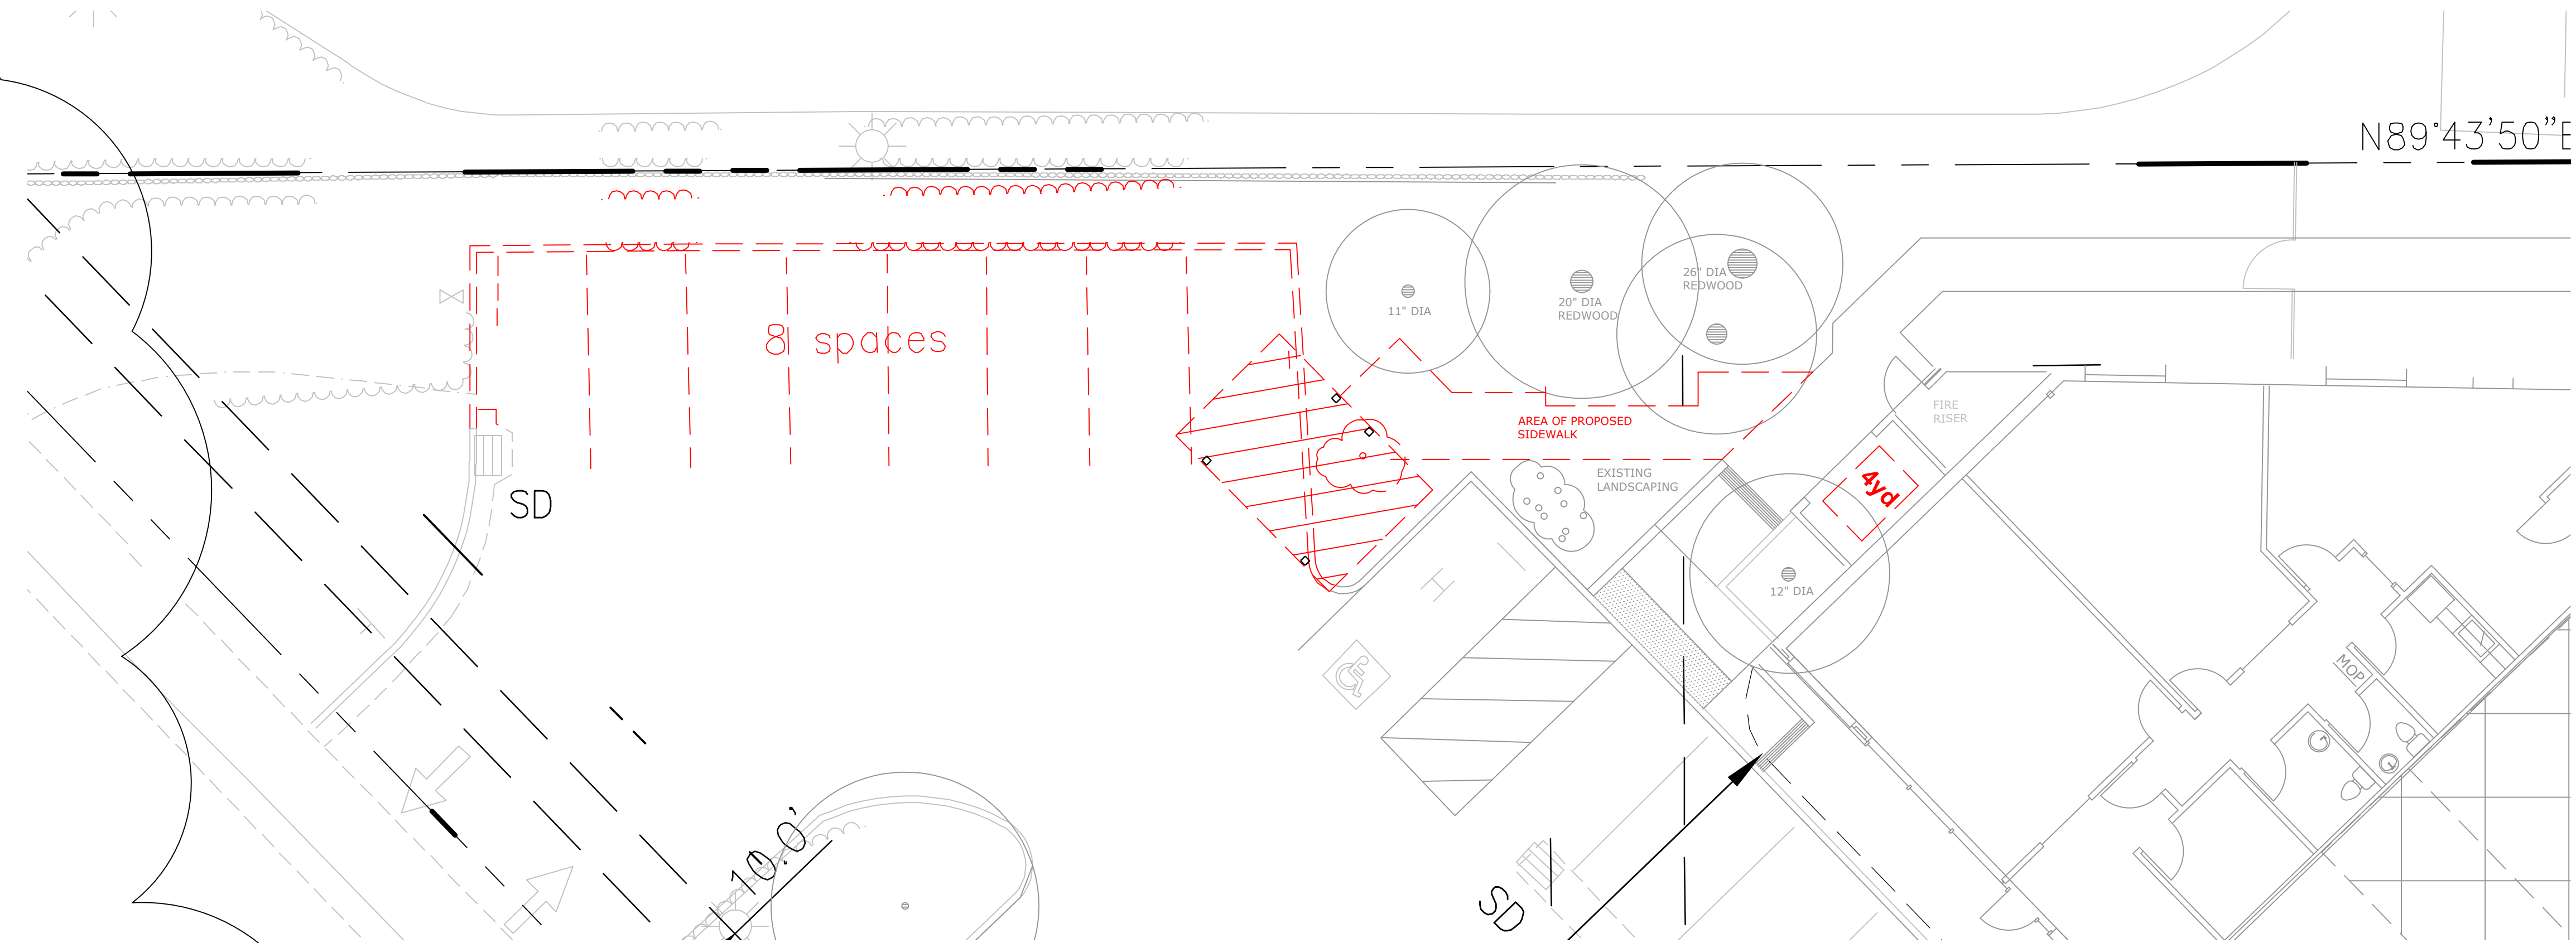 N89°43'50"E
26" DIA
REDWOOD
20" DIA
REDWOOD
11" DIA
8 spaces
AREA OF PROPOSED
SIDEWALK
FIRE
RISER
EXISTING
LANDSCAPING
4yd
SD
12" DIA
MOP
10.0'
SD